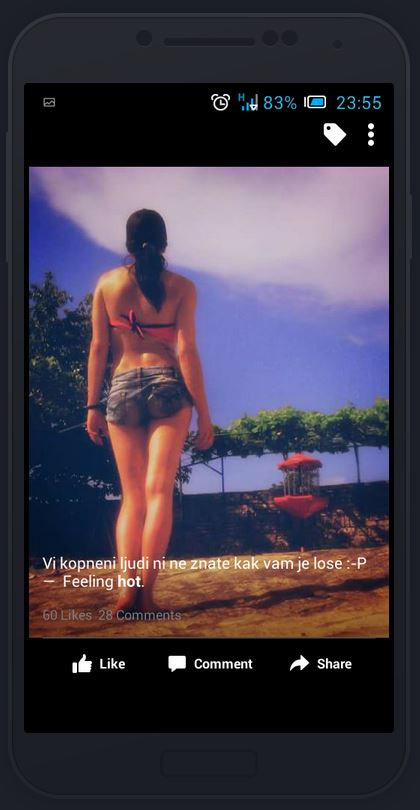 83% 23:55
Vi kopneni ljudi ni ne znate kak vam je lose :-P
— Feeling hot.
60 Likes 28 Comments
Like Comment Share